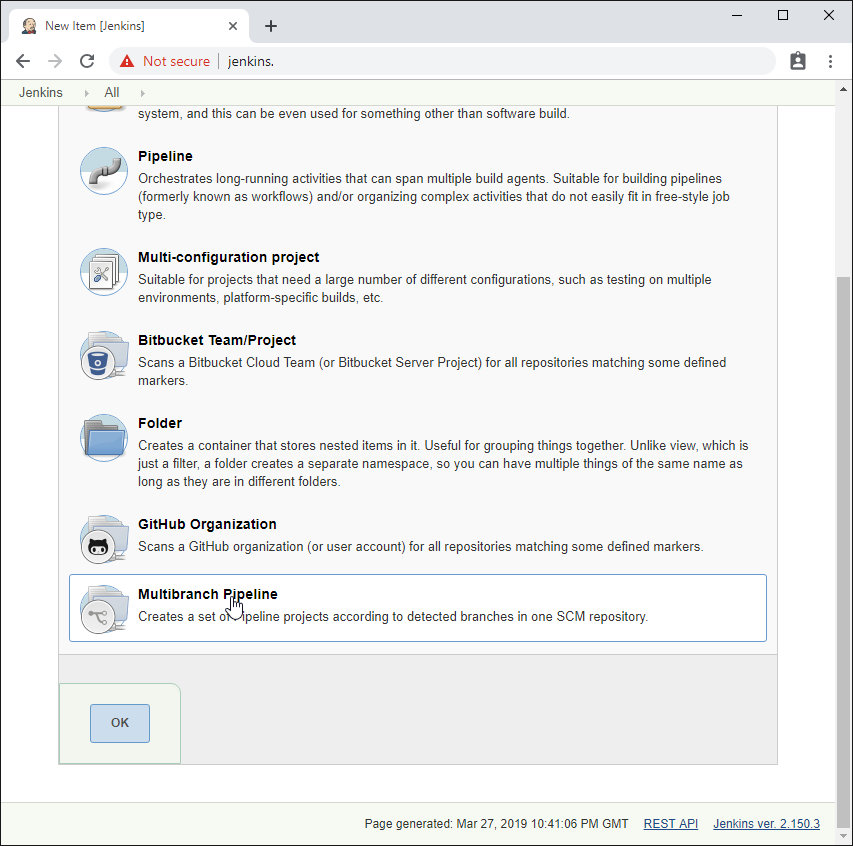 New Item [Jenkins]
Not secure jenkins.
Jenkins All
system, and this can be even used for something other than software build.
Pipeline
Orchestrates long-running activities that can span multiple build agents. Suitable for building pipelines
(formerly known as workflows) and/or organizing complex activities that do not easily fit in free-style job
type.
Multi-configuration project
Suitable for projects that need a large number of different configurations, such as testing on multiple
environments, platform-specific builds, etc.
Bitbucket Team/Project
Scans a Bitbucket Cloud Team (or Bitbucket Server Project) for all repositories matching some defined
markers.
Folder
Creates a container that stores nested items in it. Useful for grouping things together. Unlike view, which is
just a filter, a folder creates a separate namespace, so you can have multiple things of the same name as
long as they are in different folders.
GitHub Organization
Scans a GitHub organization (or user account) for all repositories matching some defined markers.
Multibranch Pipeline
Creates a set of Pipeline projects according to detected branches in one SCM repository.
OK
Page generated: Mar 27, 2019 10:41:06 PM GMT REST API Jenkins ver. 2.150.3